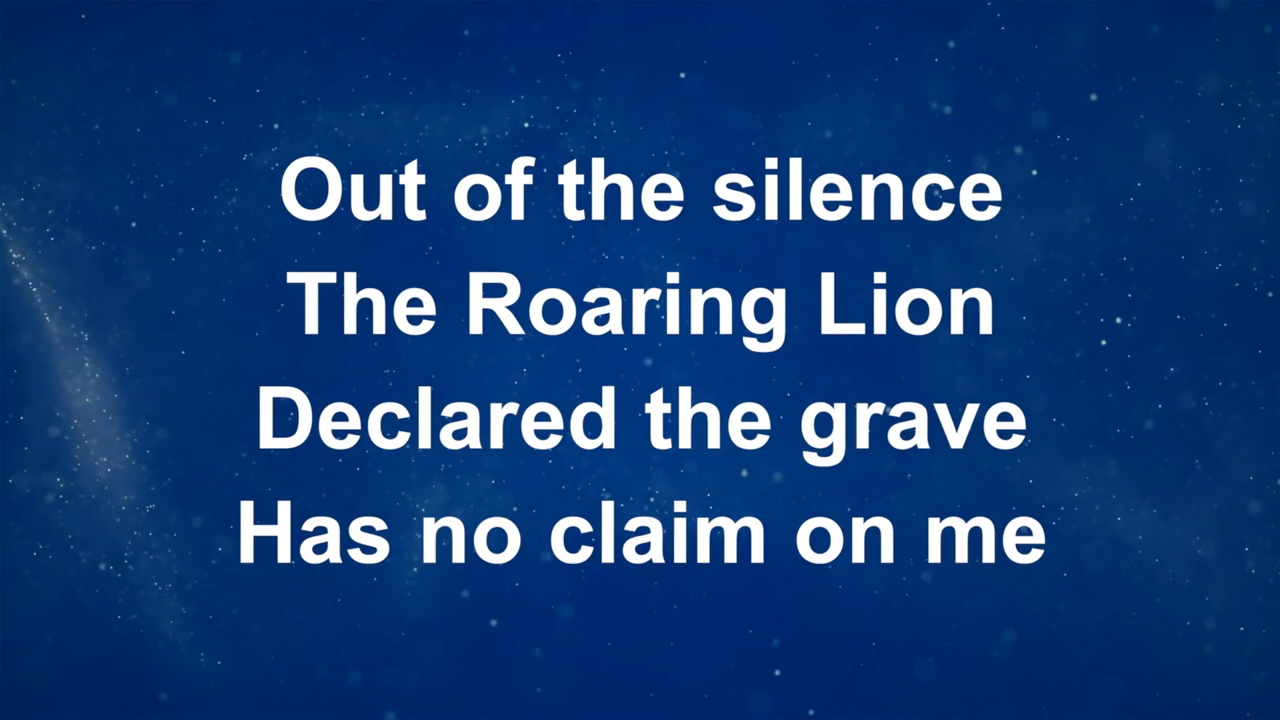 Out of the silence
The Roaring Lion
Declared the grave
Has no claim on me